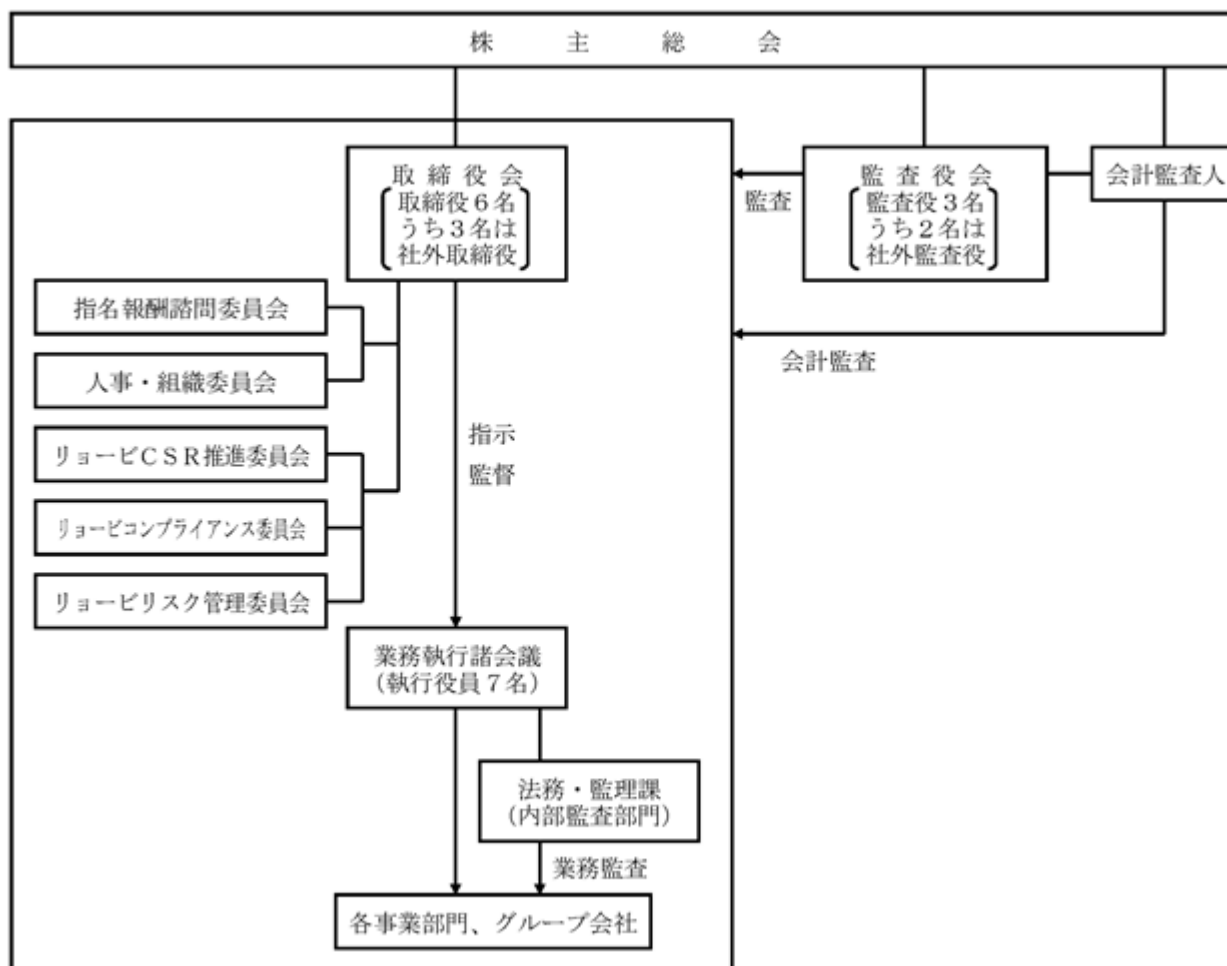 株主総会
取締役会
取締役６名
うち３名は
社外取締役
監査
監査役会
監査役３名
うち２名は
社外監査役
会計監査人
会計監査
指名報酬諮問委員会
人事・組織委員会
リョービＣＳＲ推進委員会
リョービコンプライアンス委員会
リョービリスク管理委員会
指示
監督
業務執行諸会議
（執行役員７名）
法務・監理課
（内部監査部門）
業務監査
各事業部門、グループ会社